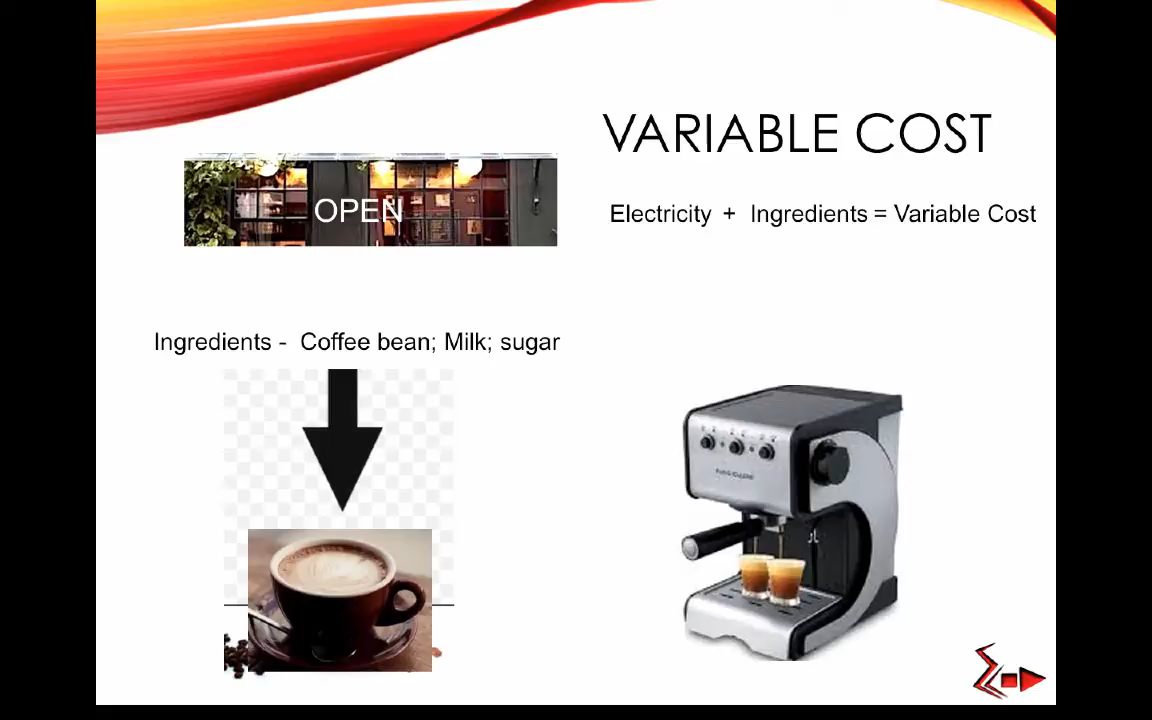 VARIABLE COST
OPEN
Electricity + Ingredients = Variable Cost
Ingredients - Coffee bean; Milk; sugar